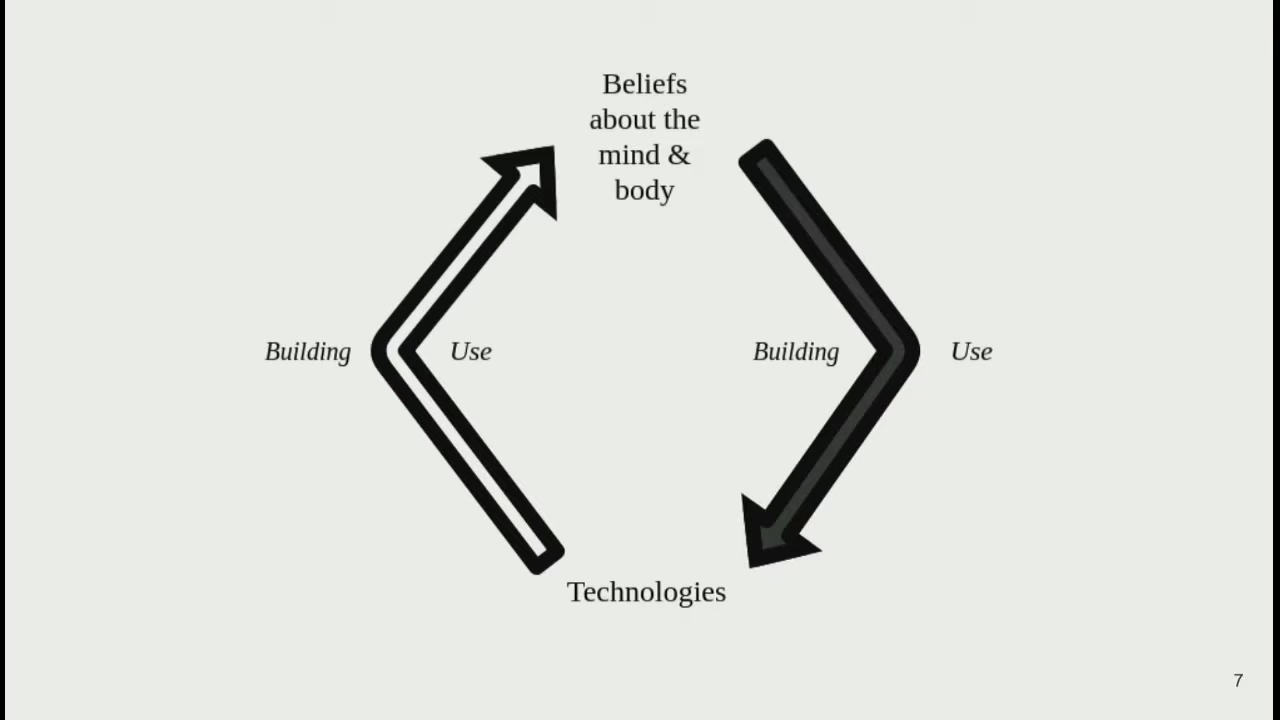 Beliefs
about the
mind &
body
Building
Use
Building
Use
Technologies
7